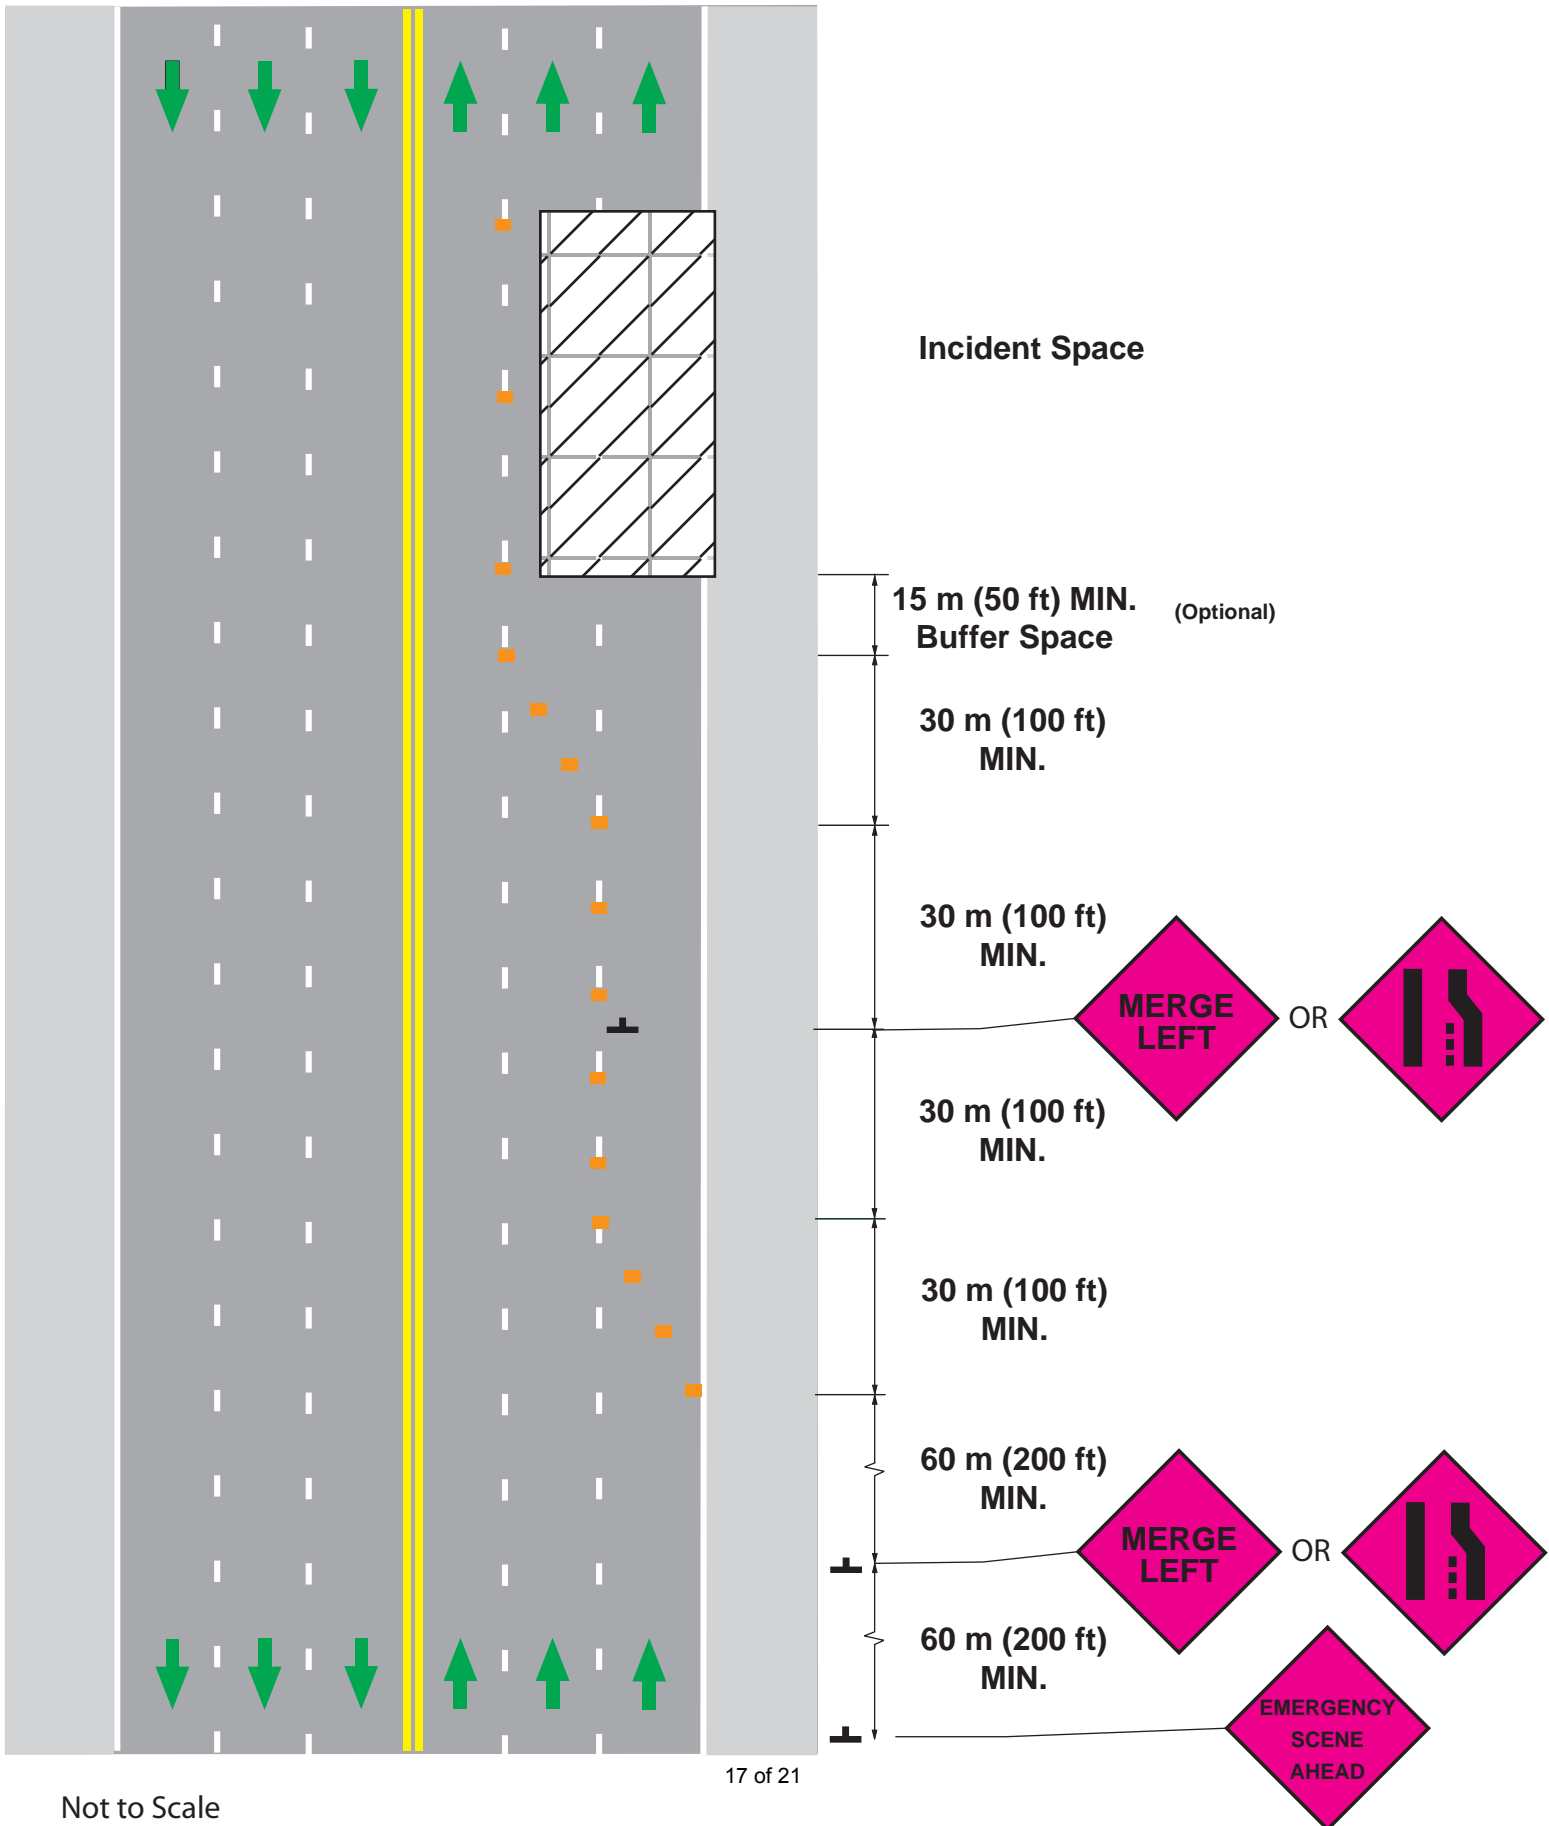 Incident Space
15 m (50 ft) MIN. (Optional)
Buffer Space
30 m (100 ft)
MIN.
30 m (100 ft)
MIN.
MERGE
LEFT
OR
30 m (100 ft)
MIN.
30 m (100 ft)
MIN.
60 m (200 ft)
MIN.
MERGE
LEFT
OR
60 m (200 ft)
MIN.
EMERGENCY
SCENE
AHEAD
17 of 21
Not to Scale